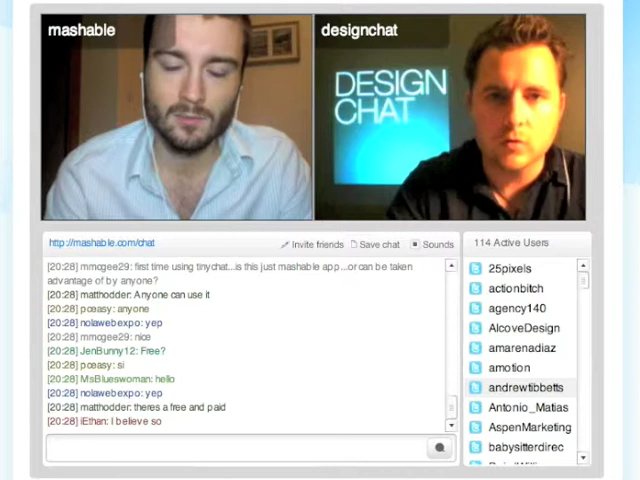 mashable
designchat
DESIGN
CHAT
http://mashable.com/chat
Invite friends
Save chat
Sounds
114 Active Users
[20:28] mmcgee29: first time using tinychat...is this just mashable app...or can be taken
advantage of by anyone?
[20:28] matthodder: Anyone can use it
[20:28] pceasy: anyone
[20:28] nolawebexpo: yep
[20:28] mmcgee29: nice
[20:28] JenBunny12: Free?
[20:28] pceasy: si
[20:28] MsBlueswoman: hello
[20:28] nolawebexpo: yep
[20:28] matthodder: theres a free and paid
[20:28] iEthan: I believe so
25pixels
actionbitch
agency140
AlcoveDesign
amarenadiaz
amotion
andrewtibbetts
Antonio_Matias
AspenMarketing
babysitterdirec